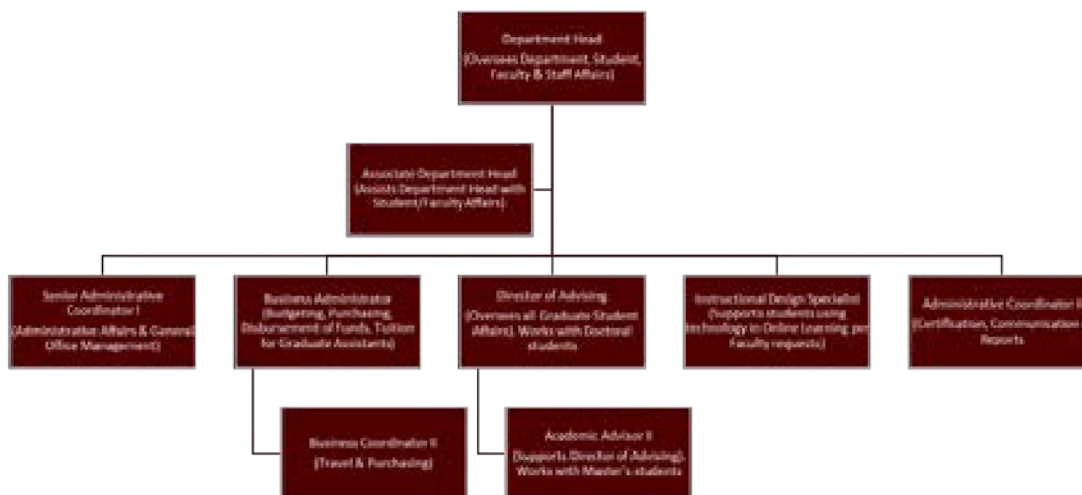 Department Head
(Oversees Department, Student,
Faculty & Staff Affairs)
Associate Department Head
(Assists Department Head with
Student/Faculty Affairs)
Senior Administrative
Coordinator I
(Administrative Affairs & General
Office Management)
Business Administrator
(Budgeting, Purchasing,
Disbursement of Funds, Tuition
for Graduate Assistants)
Director of Advising
(Oversees all Graduate Student
Affairs). Works with Doctoral
students
Instructional Design Specialist
(Supports students using
technology in Online Learning per
Faculty requests)
Administrative Coordinator II
(Certification, Communication
Reports
Business Coordinator II
(Travel & Purchasing)
Academic Advisor II
(Supports Director of Advising).
Works with Master's students